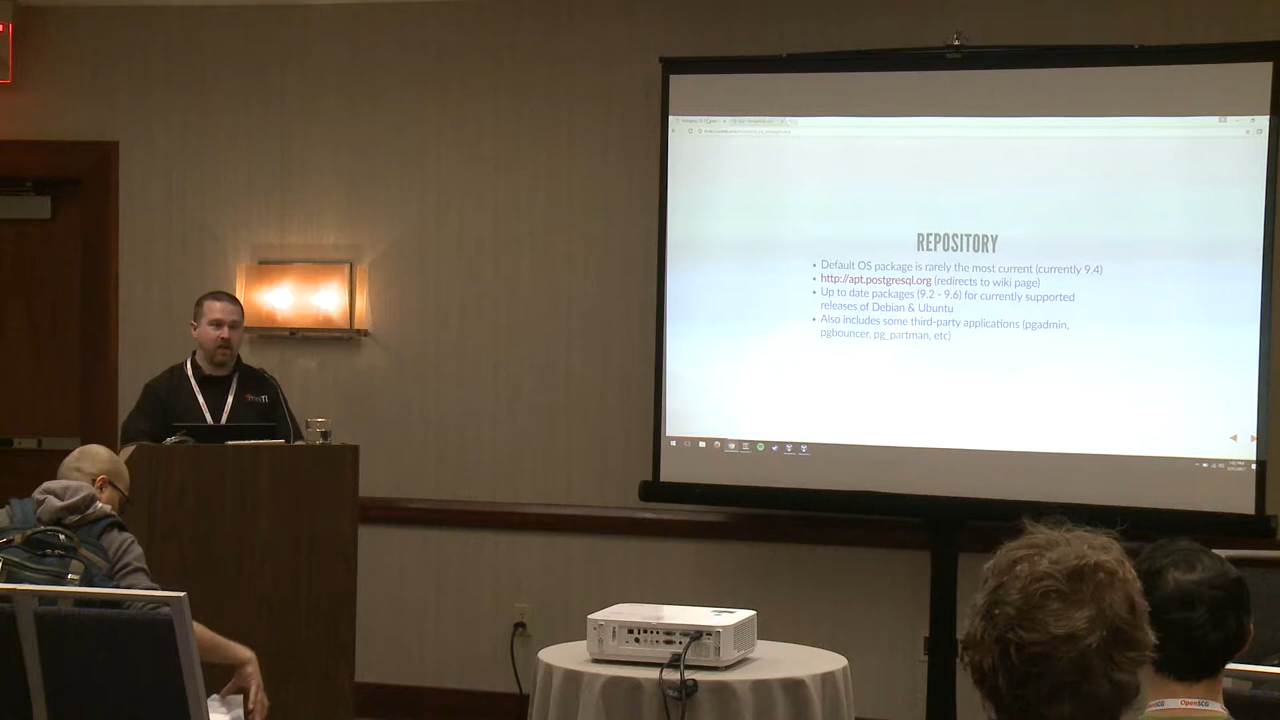 REPOSITORY
• Default OS package is rarely the most current (currently 9.4)
• http://apt.postgresql.org (redirects to wiki page)
• Up to date packages (9.2 - 9.6) for currently supported
releases of Debian & Ubuntu
• Also includes some third-party applications (pgadmin,
pgbouncer, pg_partman, etc)
OpenSCG